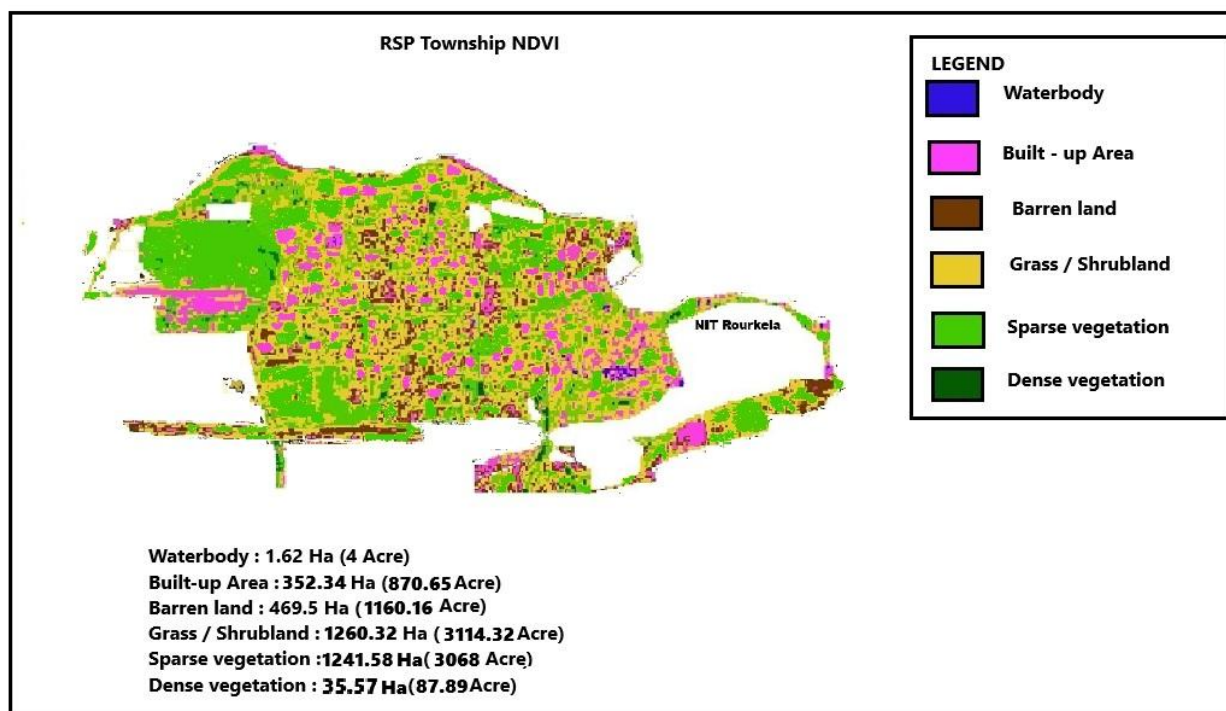 RSP Township NDVI
LEGEND
Waterbody
Built - up Area
Barren land
Grass / Shrubland
Sparse vegetation
Dense vegetation
NIT Rourkela
Waterbody : 1.62 Ha (4 Acre)
Built-up Area : 352.34 Ha (870.65 Acre)
Barren land : 469.5 Ha (1160.16 Acre)
Grass / Shrubland : 1260.32 Ha ( 3114.32 Acre)
Sparse vegetation :1241.58 Ha( 3068 Acre)
Dense vegetation : 35.57 Ha(87.89 Acre)